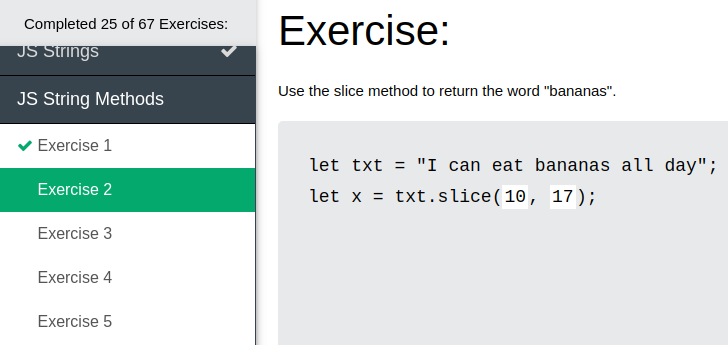 Completed 25 of 67 Exercises:
JS Strings
JS String Methods
Exercise 1
Exercise 2
Exercise 3
Exercise 4
Exercise 5
Exercise:
Use the slice method to return the word "bananas".
let txt = "I can eat bananas all day";
let x = txt.slice(10, 17);